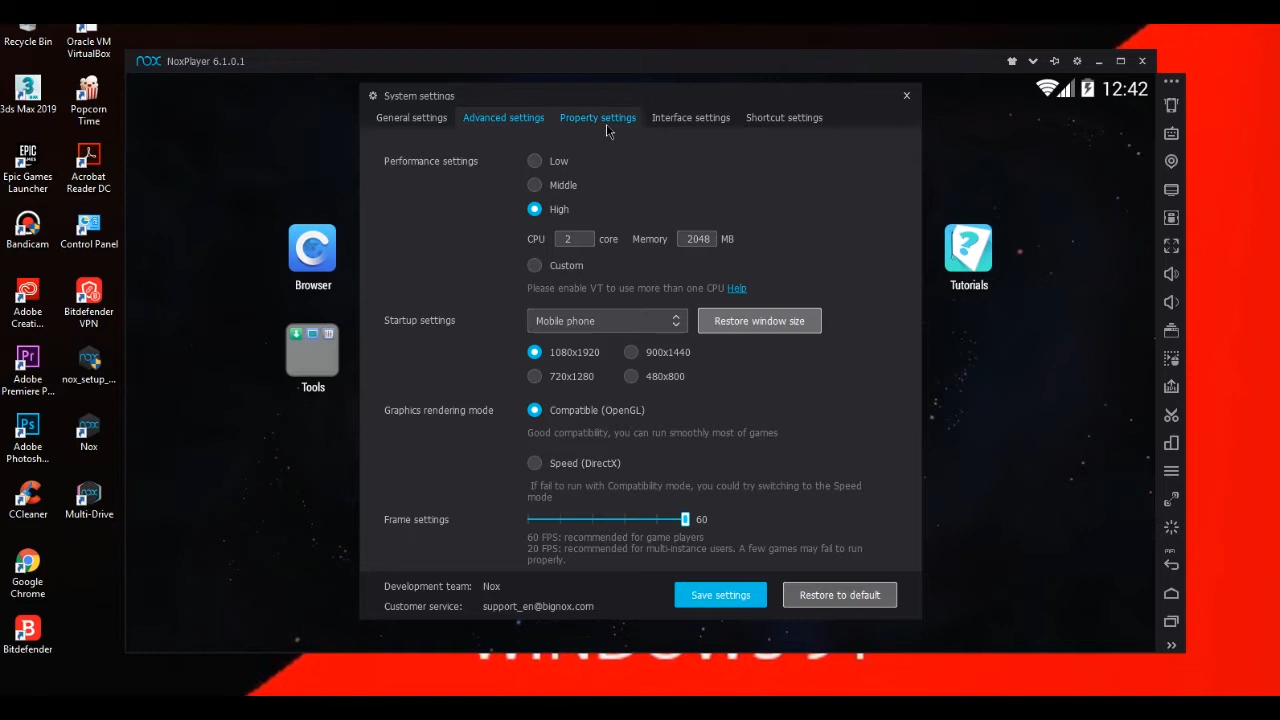 Recycle Bin
Oracle VM
VirtualBox
3ds Max 2019
Popcorn
Time
EPIC
GAMES
Epic Games
Launcher
Acrobat
Reader DC
Bandicam
Control Panel
Adobe
Creati...
Bitdefender
VPN
Pr
Adobe
Premiere P...
nox_setup_...
Ps
Adobe
Photosh...
Nox
CCleaner
Multi-Drive
Google
Chrome
B
Bitdefender
nox NoxPlayer 6.1.0.1
12:42
Browser
Tools
Tutorials
System settings
General settings Advanced settings Property settings Interface settings Shortcut settings
Performance settings
Low
Middle
High
CPU 2 core Memory 2048 MB
Custom
Please enable VT to use more than one CPU Help
Startup settings Mobile phone Restore window size
1080x1920 900x1440
720x1280 480x800
Graphics rendering mode Compatible (OpenGL)
Good compatibility, you can run smoothly most of games
Speed (DirectX)
If fail to run with Compatibility mode, you could try switching to the Speed
mode
Frame settings 60
60 FPS: recommended for game players
20 FPS: recommended for multi-instance users. A few games may fail to run
properly.
Development team: Nox
Customer service: support_en@bignox.com
Save settings Restore to default